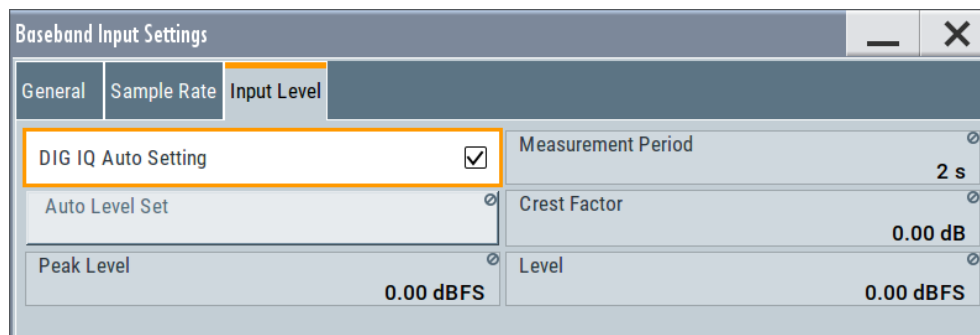 Baseband Input Settings
General
Sample Rate
Input Level
DIG IQ Auto Setting
Measurement Period
2 s
Auto Level Set
Crest Factor
0.00 dB
Peak Level
0.00 dBFS
Level
0.00 dBFS